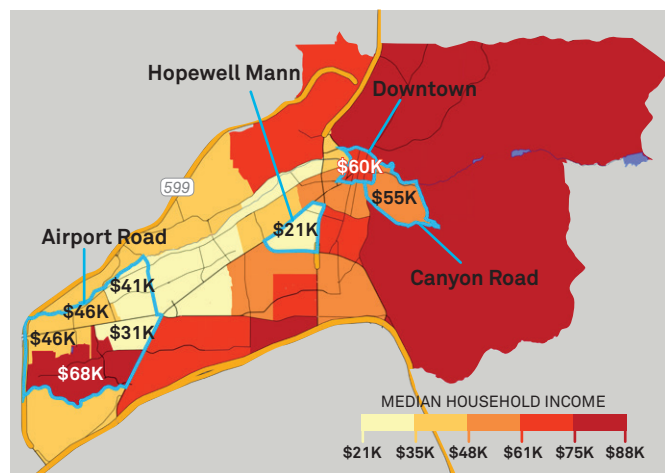 Hopewell Mann
Downtown
$60K
599
$55K
$21K
Airport Road
Canyon Road
$41K
$46K
$46K
$31K
$68K
MEDIAN HOUSEHOLD INCOME
$21K $35K $48K $61K $75K $88K